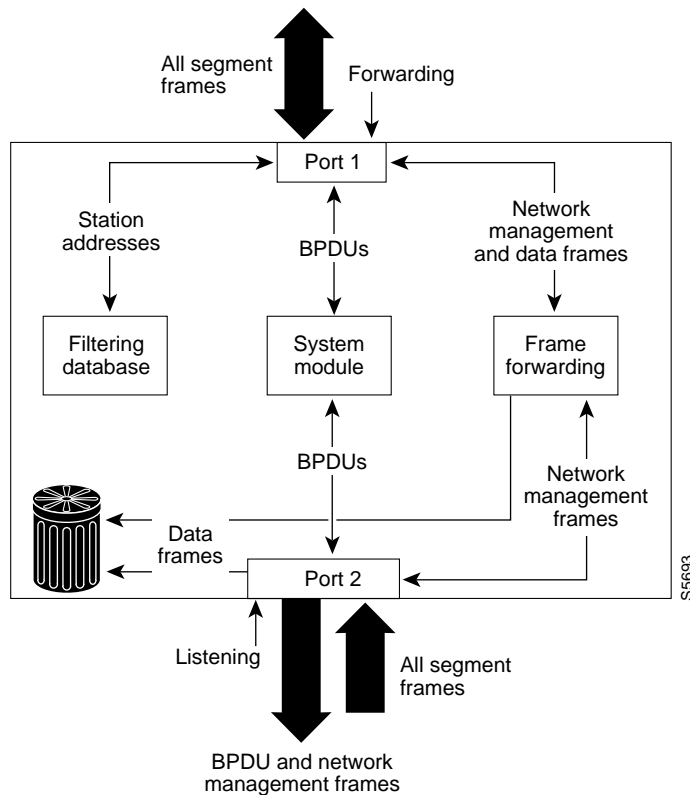 All segment
frames
Forwarding
Port 1
Station
addresses
BPDUs
Network
management
and data frames
Filtering
database
System
module
Frame
forwarding
BPDUs
Network
management
frames
Data
frames
Port 2
S5693
Listening
All segment
frames
BPDU and network
management frames